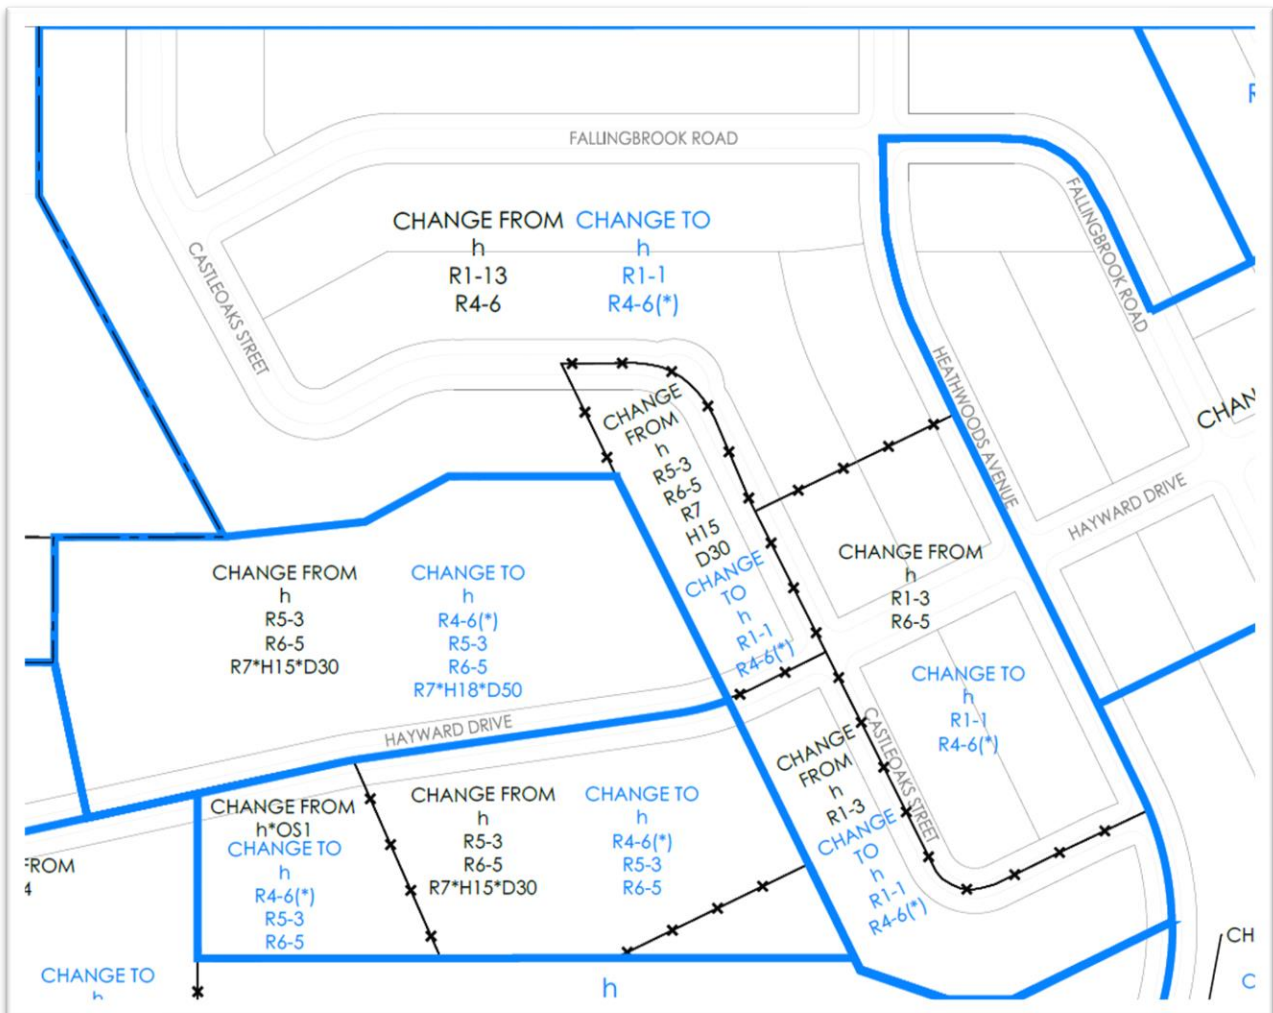 FALLINGBROOK ROAD
FALLINGBROOK ROAD
CASTLEOAKS STREET
CHANGE FROM
h
R1-13
R4-6
CHANGE TO
h
R1-1
R4-6(*)
HEATHWOODS AVENUE
HAYWARD DRIVE
CHANGE
FROM
h
R5-3
R6-5
R7
H15
D30
CHANGE
TO
h
R1-1
R4-6(*)
CHANGE FROM
h
R1-3
R6-5
CHANGE TO
h
R1-1
R4-6(*)
CHANGE FROM
h
R5-3
R6-5
R7*H15*D30
CHANGE TO
h
R4-6(*)
R5-3
R6-5
R7*H18*D50
HAYWARD DRIVE
CASTLEOAKS STREET
CHANGE
FROM
h
R1-3
CHANGE
TO
h
R1-1
R4-6(*)
CHANGE FROM
h*OS1
CHANGE TO
h
R4-6(*)
R5-3
R6-5
CHANGE FROM
h
R5-3
R6-5
R7*H15*D30
CHANGE TO
h
R4-6(*)
R5-3
R6-5
FROM
4
CHANGE TO
h
h
CHAN
CH
C